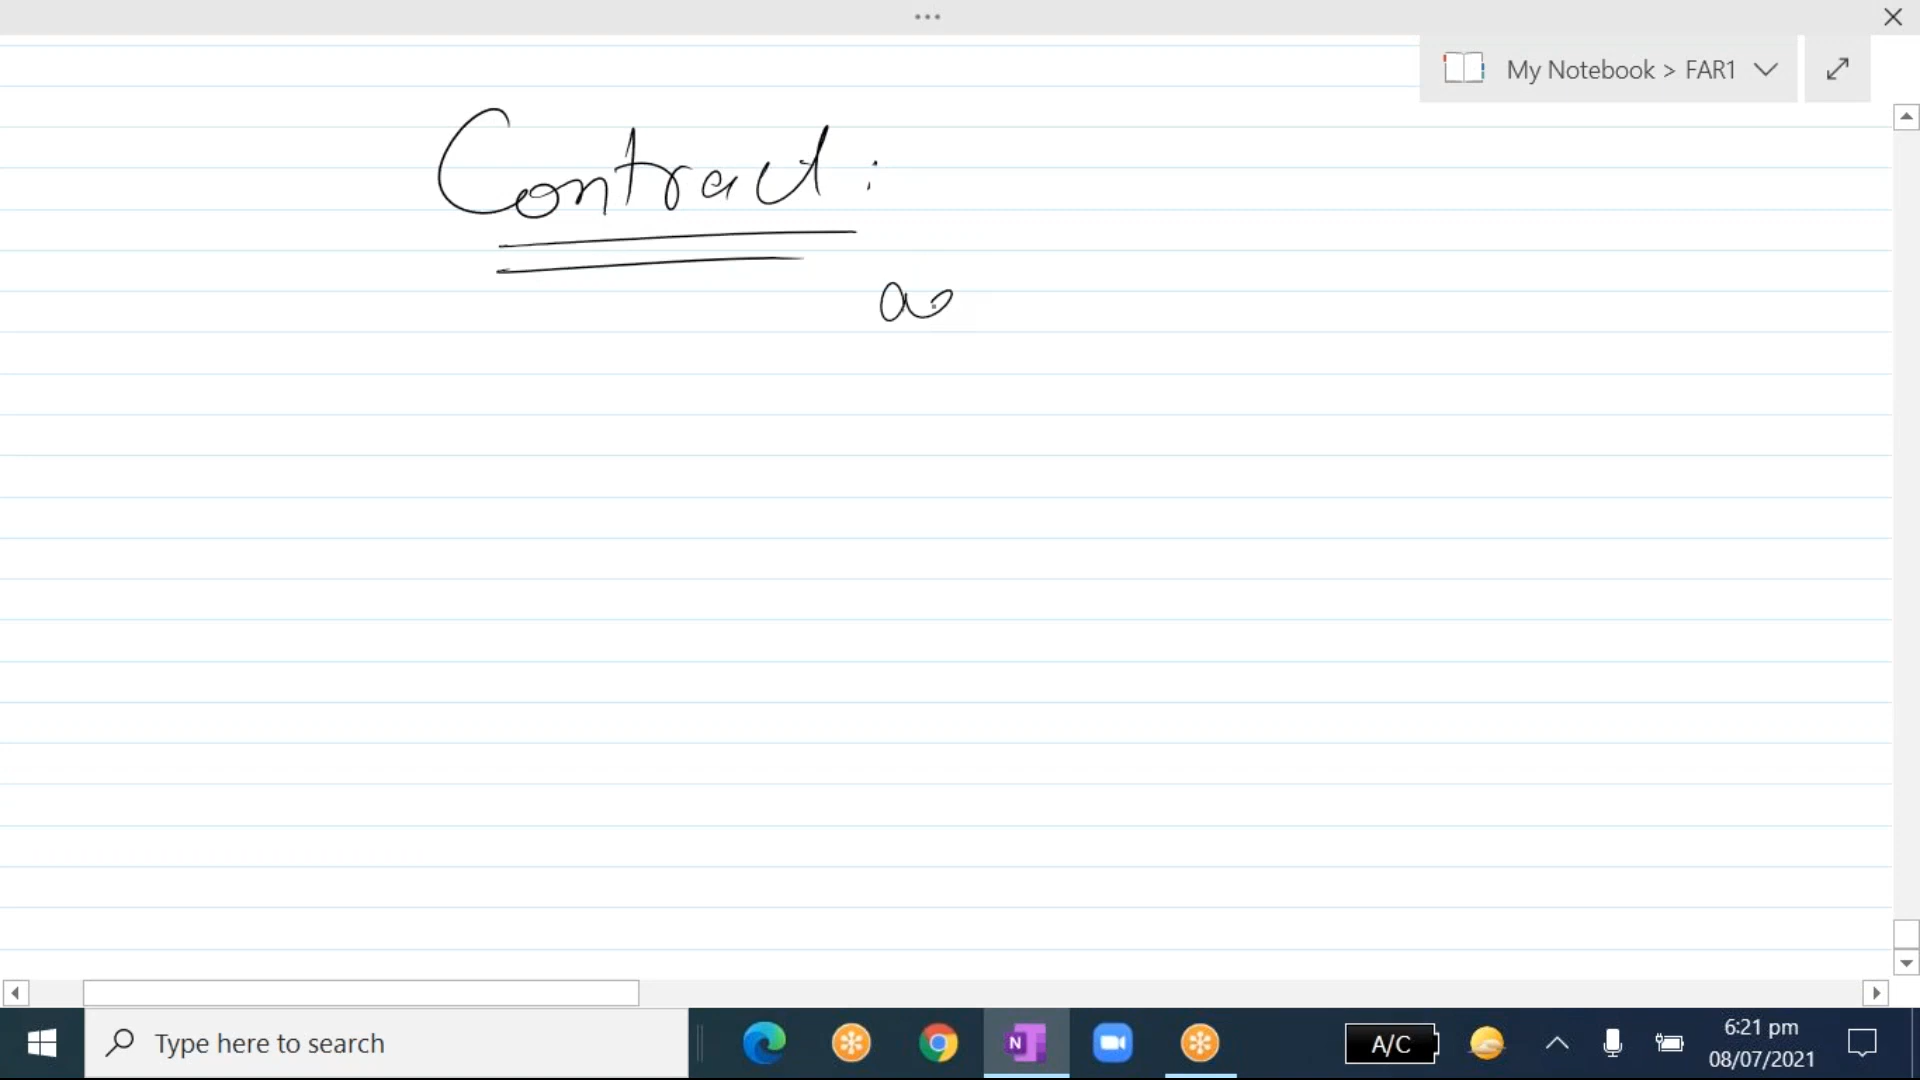 My Notebook > FAR1
Contract :
Type here to search
N
A/C
6:21 pm
08/07/2021